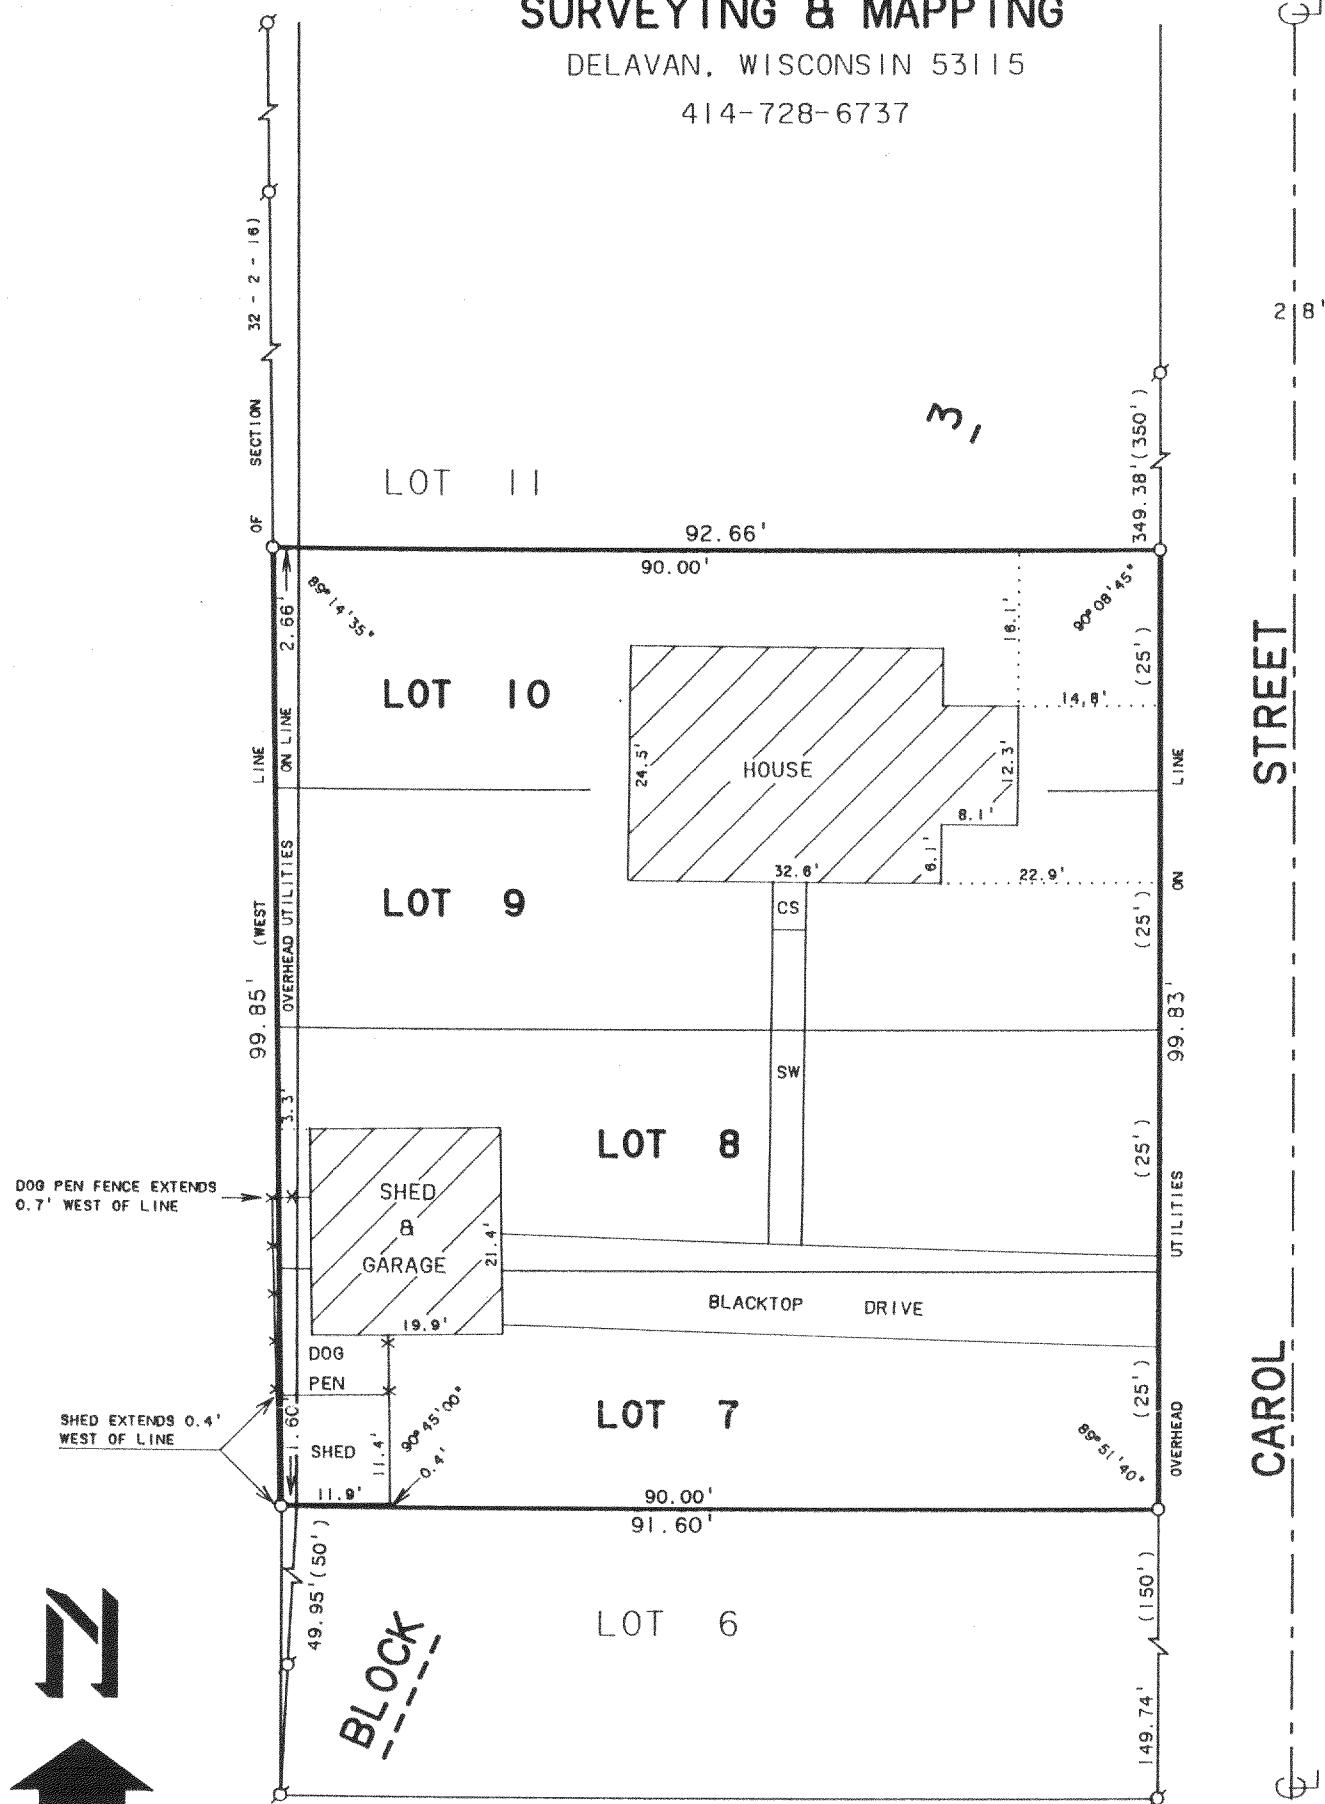 SURVEYING & MAPPING
DELAVAN, WISCONSIN 53115
414-728-6737
32 - 2 - 16)
28'
3
349.38' (350')
OF SECTION
LOT 11
92.66'
90.00'
89° 14' 35"
90° 08' 45"
2.66'
16.1'
(25')
LOT 10
14.8'
STREET
ON LINE
LINE
24.5'
HOUSE
12.3'
LINE
8.1'
6.1'
32.6'
22.9'
ON
OVERHEAD UTILITIES
LOT 9
CS
(WEST
(25')
99.85'
99.83'
SW
3.3'
LOT 8
(25')
DOG PEN FENCE EXTENDS
0.7' WEST OF LINE
SHED
&
GARAGE
21.4'
UTILITIES
BLACKTOP DRIVE
19.9'
DOG
PEN
CAROL
(25')
SHED EXTENDS 0.4'
WEST OF LINE
1.60'
SHED
11.4'
90° 45' 00"
0.4'
LOT 7
89° 51' 40"
OVERHEAD
11.9'
90.00'
91.60'
49.95' (50')
(150')
LOT 6
BLOCK
149.74'
N